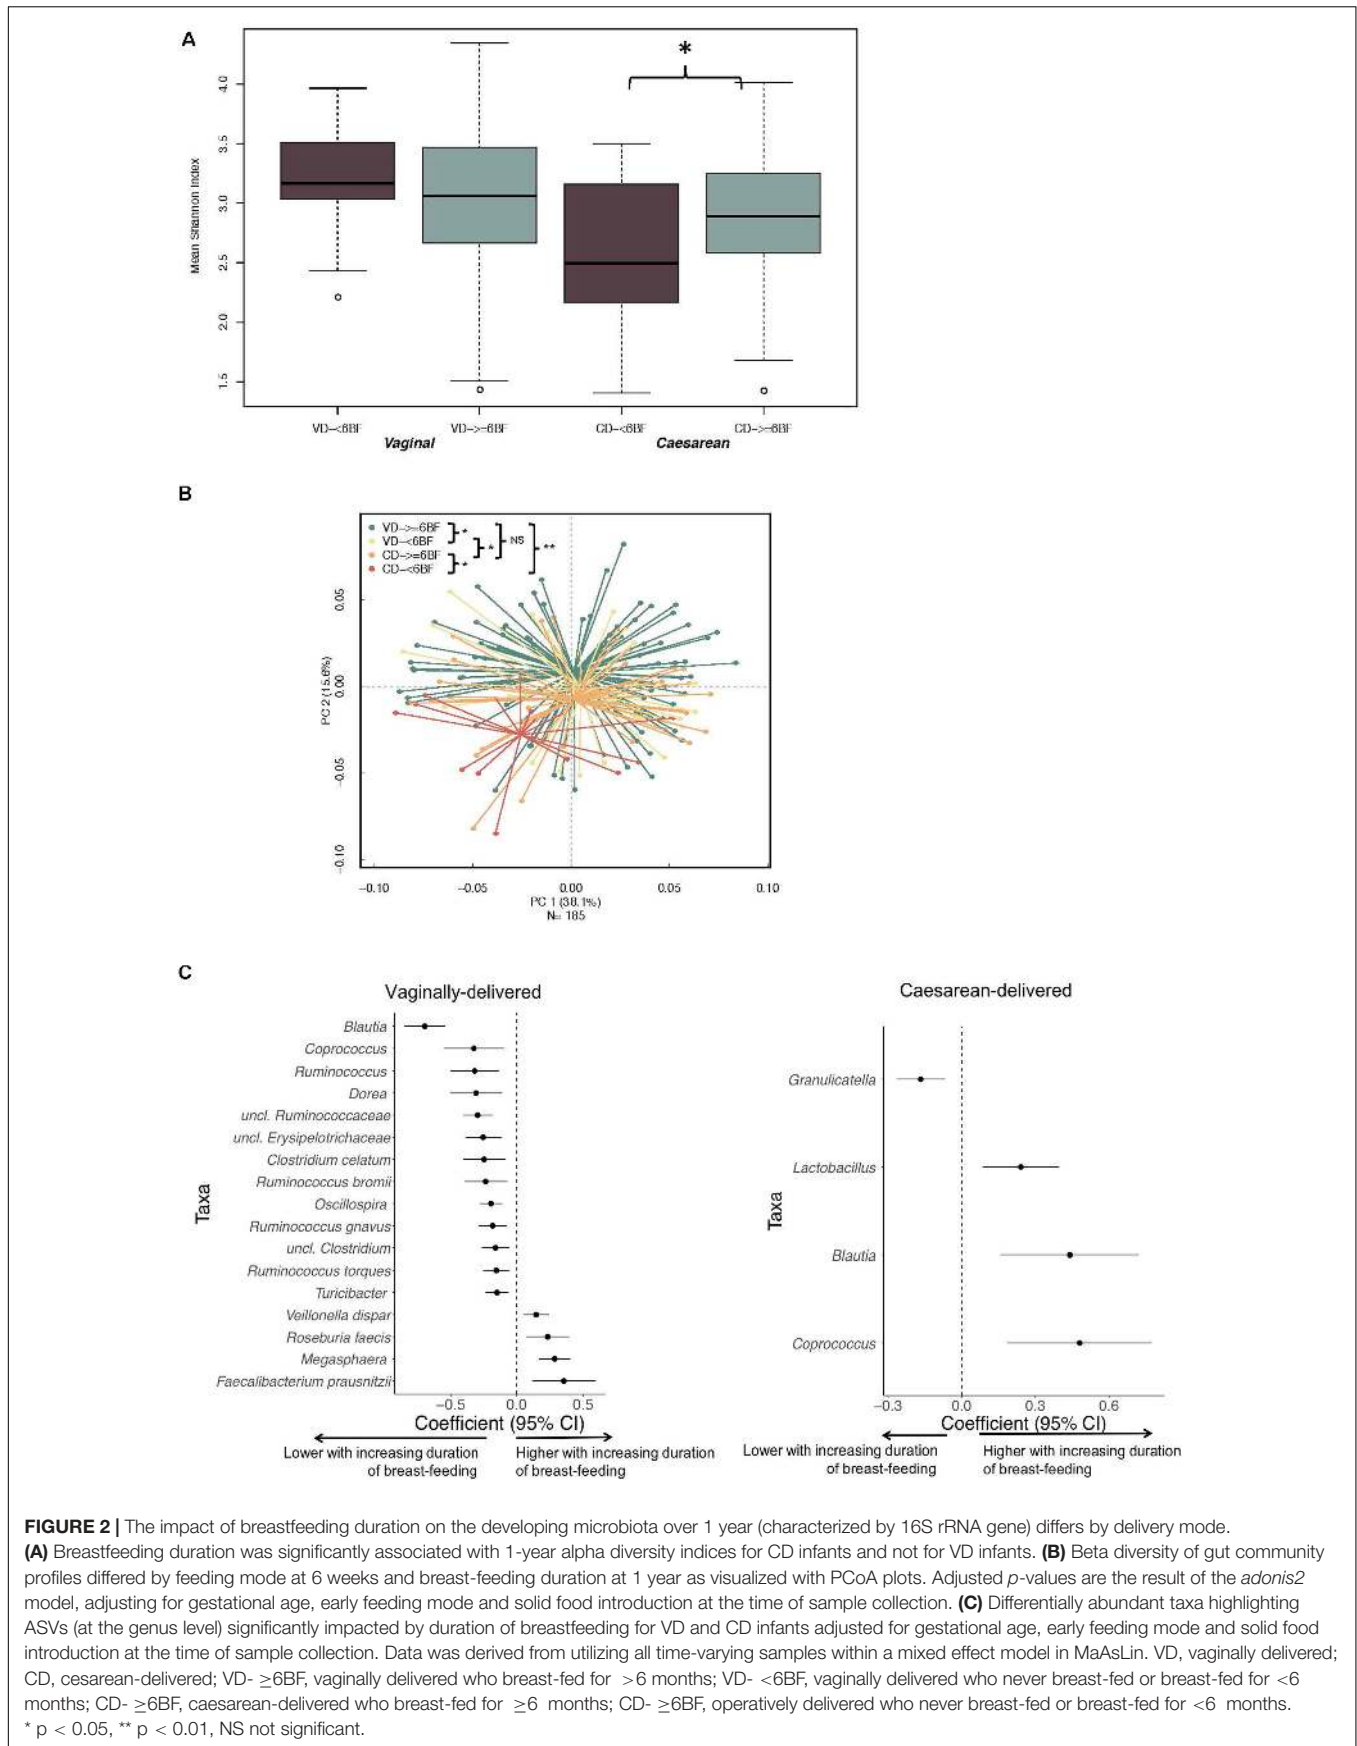 A
*
4.0
3.5
3.0
2.5
2.0
1.5
Mean Shannon Index
VD-<6BF
VD->=6BF
CD-<6BF
CD->=6BF
Vaginal
Caesarean
B
VD->=6BF
VD-<6BF
CD->=6BF
CD-<6BF
*
*
*
NS
**
0.05
0.00
-0.05
-0.10
PC 2 (15.6%)
-0.10
-0.05
0.00
0.05
0.10
PC 1 (38.1%)
N= 185
C
Vaginally-delivered
Taxa
Blautia
Coprococcus
Ruminococcus
Dorea
uncl. Ruminococcaceae
uncl. Erysipelotrichaceae
Clostridium celatum
Ruminococcus bromii
Oscillospira
Ruminococcus gnavus
uncl. Clostridium
Ruminococcus torques
Turicibacter
Veillonella dispar
Roseburia faecis
Megasphaera
Faecalibacterium prausnitzii
-0.5
0.0
0.5
Coefficient (95% CI)
Lower with increasing duration
of breast-feeding
Higher with increasing duration
of breast-feeding
Caesarean-delivered
Taxa
Granulicatella
Lactobacillus
Blautia
Coprococcus
-0.3
0.0
0.3
0.6
Coefficient (95% CI)
Lower with increasing duration
of breast-feeding
Higher with increasing duration
of breast-feeding
FIGURE 2 | The impact of breastfeeding duration on the developing microbiota over 1 year (characterized by 16S rRNA gene) differs by delivery mode.
(A) Breastfeeding duration was significantly associated with 1-year alpha diversity indices for CD infants and not for VD infants. (B) Beta diversity of gut community
profiles differed by feeding mode at 6 weeks and breast-feeding duration at 1 year as visualized with PCoA plots. Adjusted p-values are the result of the adonis2
model, adjusting for gestational age, early feeding mode and solid food introduction at the time of sample collection. (C) Differentially abundant taxa highlighting
ASVs (at the genus level) significantly impacted by duration of breastfeeding for VD and CD infants adjusted for gestational age, early feeding mode and solid food
introduction at the time of sample collection. Data was derived from utilizing all time-varying samples within a mixed effect model in MaAsLin. VD, vaginally delivered;
CD, cesarean-delivered; VD- ≥6BF, vaginally delivered who breast-fed for >6 months; VD- <6BF, vaginally delivered who never breast-fed or breast-fed for <6
months; CD- ≥6BF, caesarean-delivered who breast-fed for ≥6 months; CD- ≥6BF, operatively delivered who never breast-fed or breast-fed for <6 months.
* p < 0.05, ** p < 0.01, NS not significant.